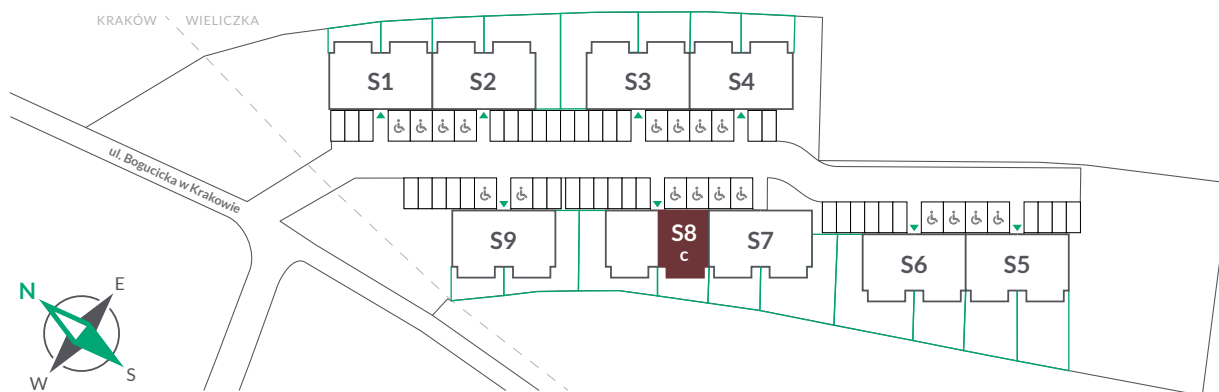 KRAKÓW WIELICZKA
S1 S2 S3 S4
ul. Bogucicka w Krakowie
S9 S8 S7
C
S6 S5
N
E
W
S